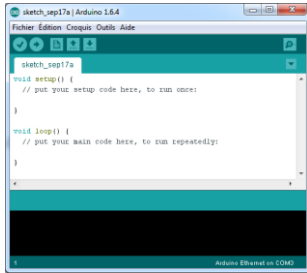 sketch_sep17a | Arduino 1.6.4
Fichier Édition Croquis Outils Aide
sketch_sep17a
void setup() {
// put your setup code here, to run once:
}
void loop() {
// put your main code here, to run repeatedly:
}
1
Arduino Ethernet on COM3